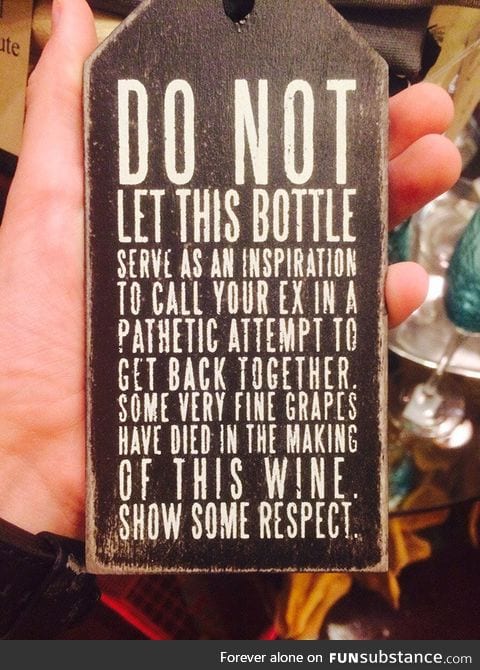 ute
DO NOT
LET THIS BOTTLE
SERVE AS AN INSPIRATION
TO CALL YOUR EX IN A
PATHETIC ATTEMPT TO
GET BACK TOGETHER.
SOME VERY FINE GRAPES
HAVE DIED IN THE MAKING
OF THIS WINE.
SHOW SOME RESPECT.
Forever alone on FUNsubstance.com